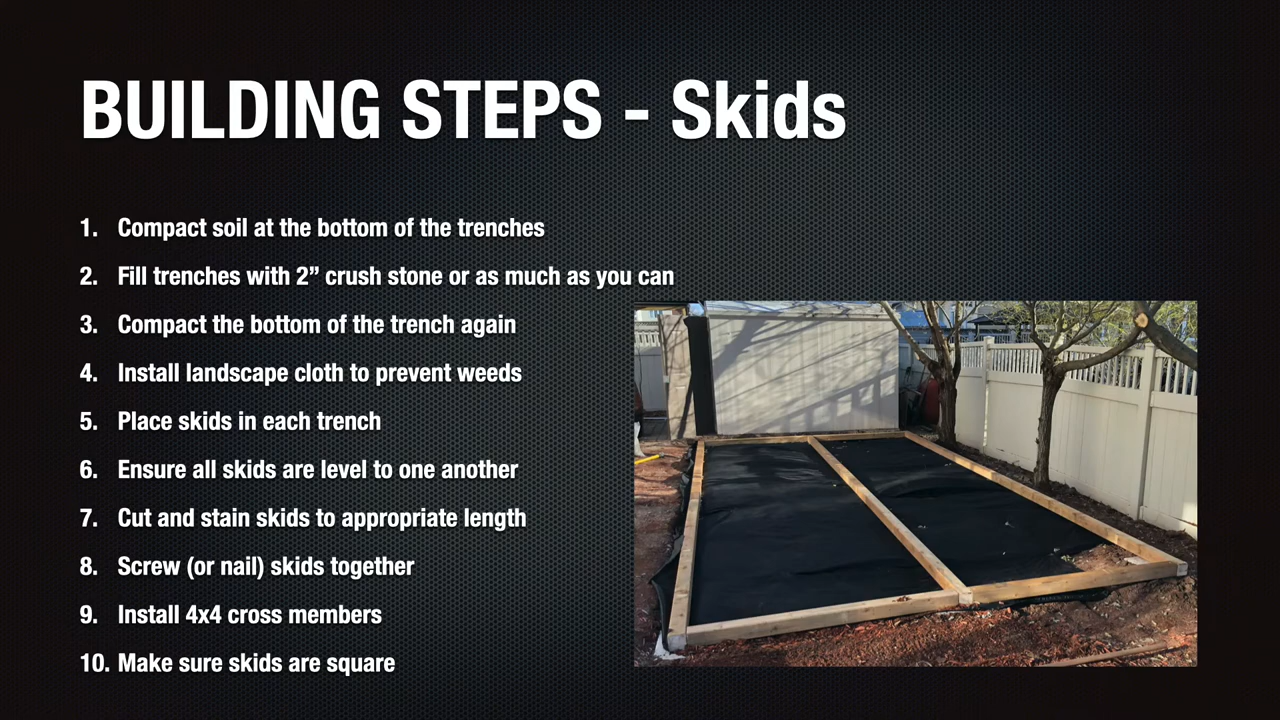 BUILDING STEPS - Skids
1. Compact soil at the bottom of the trenches
2. Fill trenches with 2” crush stone or as much as you can
3. Compact the bottom of the trench again
4. Install landscape cloth to prevent weeds
5. Place skids in each trench
6. Ensure all skids are level to one another
7. Cut and stain skids to appropriate length
8. Screw (or nail) skids together
9. Install 4x4 cross members
10. Make sure skids are square